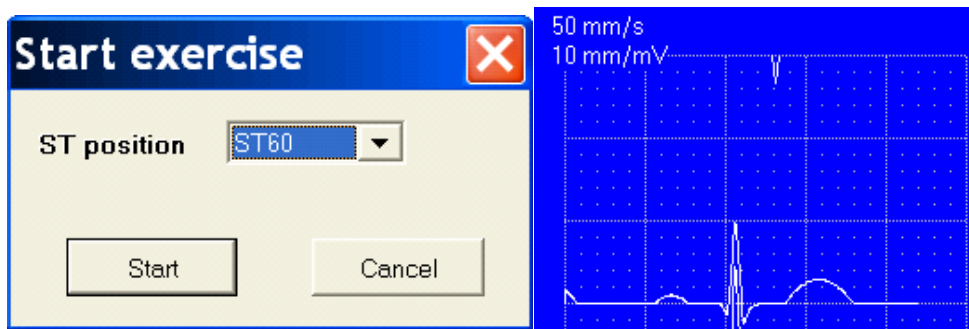 Start exercise
ST position
ST60
Start
Cancel
50 mm/s
10 mm/mV